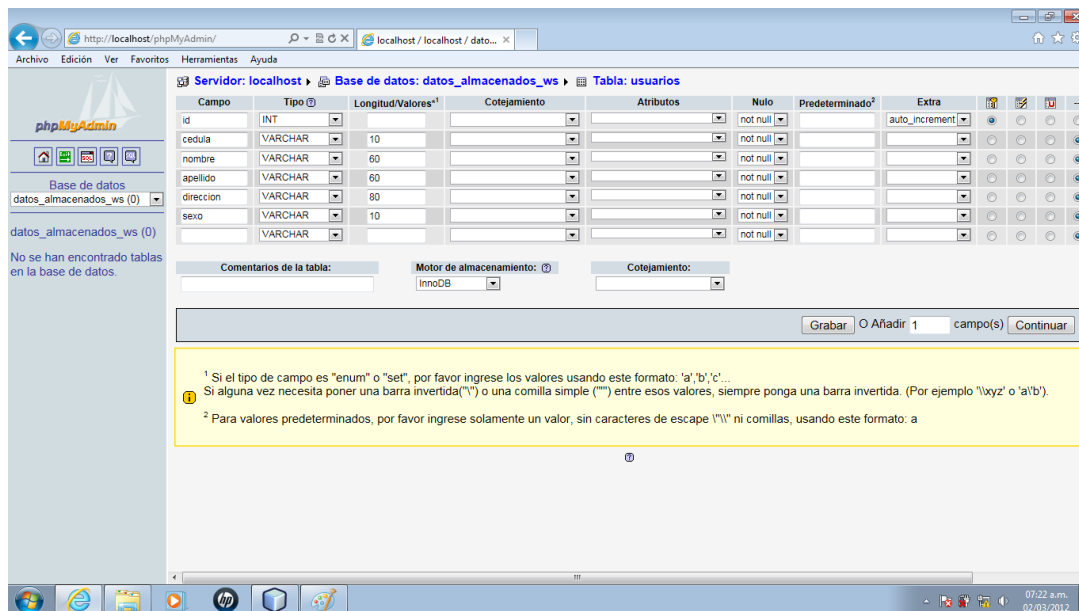 http://localhost/phpMyAdmin/
localhost / localhost / dato...
Archivo Edición Ver Favoritos Herramientas Ayuda
phpMyAdmin
SQL
Base de datos
datos_almacenados_ws (0)
datos_almacenados_ws (0)
No se han encontrado tablas
en la base de datos.
Servidor: localhost Base de datos: datos_almacenados_ws Tabla: usuarios
Campo Tipo Longitud/Valores*1 Cotejamiento Atributos Nulo Predeterminado2 Extra
id INT not null auto_increment
cedula VARCHAR 10 not null
nombre VARCHAR 60 not null
apellido VARCHAR 60 not null
direccion VARCHAR 80 not null
sexo VARCHAR 10 not null
VARCHAR not null
Comentarios de la tabla: Motor de almacenamiento: Cotejamiento:
InnoDB
Grabar O Añadir 1 campo(s) Continuar
1 Si el tipo de campo es "enum" o "set", por favor ingrese los valores usando este formato: 'a','b','c'...
Si alguna vez necesita poner una barra invertida("\") o una comilla simple ("'") entre esos valores, siempre ponga una barra invertida. (Por ejemplo '\\xyz' o 'a\'b').
2 Para valores predeterminados, por favor ingrese solamente un valor, sin caracteres de escape \"\\" ni comillas, usando este formato: a
hp
07:22 a.m.
02/03/2012